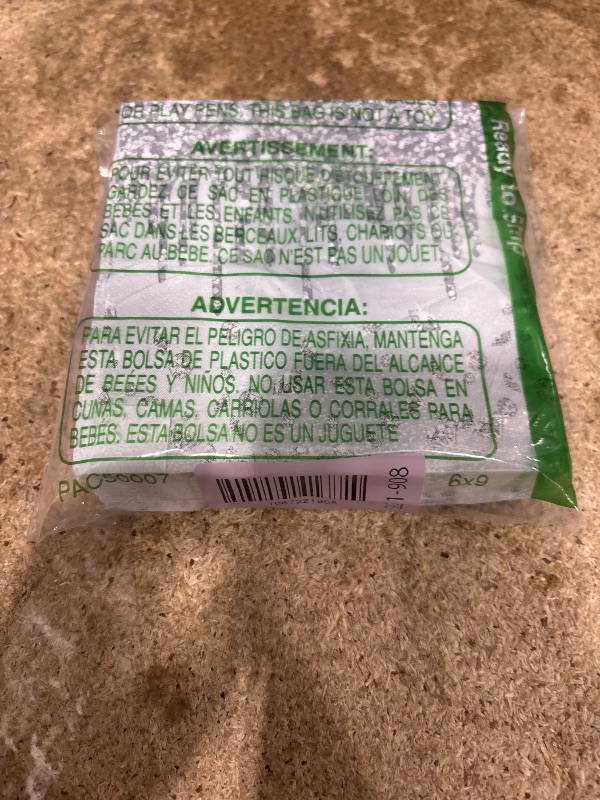 OR PLAY PENS. THIS BAG IS NOT A TOY.
AVERTISSEMENT:
POUR EVITER TOUT RISQUE D'ETOUFFEMENT
GARDEZ CE SAC EN PLASTIQUE LOIN DES
BEBES ET LES ENFANTS. N'UTILISEZ PAS CE
SAC DANS LES BERCEAUX, LITS, CHARIOTS OU
PARC AU BEBE. CE SAC N'EST PAS UN JOUET.
ADVERTENCIA:
PARA EVITAR EL PELIGRO DE ASFIXIA, MANTENGA
ESTA BOLSA DE PLASTICO FUERA DEL ALCANCE
DE BEBES Y NIÑOS. NO USAR ESTA BOLSA EN
CUNAS, CAMAS, CARRIOLAS O CORRALES PARA
BEBÉS. ESTA BOLSA NO ES UN JUGUETE
PAC50007
6x9
1-908
Ready to Ship